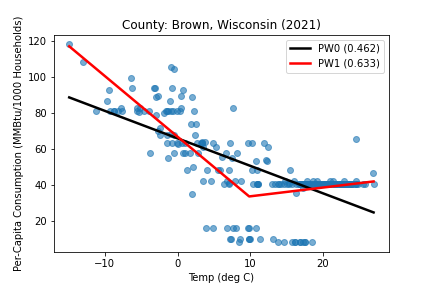 County: Brown, Wisconsin (2021)
PW0 (0.462)
PW1 (0.633)
Per-Capita Consumption (MMBtu/1000 Households)
120
100
80
60
40
20
−10
0
10
20
Temp (deg C)